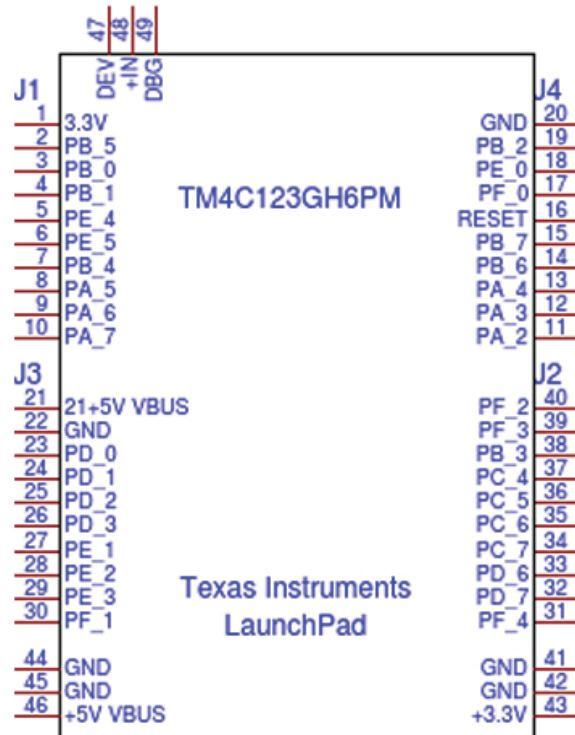 47 48 49
DEV +IN DBG
J1 J4
1 3.3V GND 20
2 PB_5 PB_2 19
3 PB_0 PE_0 18
4 PB_1 TM4C123GH6PM PF_0 17
5 PE_4 RESET 16
6 PE_5 PB_7 15
7 PB_4 PB_6 14
8 PA_5 PA_4 13
9 PA_6 PA_3 12
10 PA_7 PA_2 11
J3 J2
21 21+5V VBUS PF_2 40
22 GND PF_3 39
23 PD_0 PB_3 38
24 PD_1 PC_4 37
25 PD_2 PC_5 36
26 PD_3 PC_6 35
27 PE_1 PC_7 34
28 PE_2 Texas Instruments PD_6 33
29 PE_3 PD_7 32
30 PF_1 LaunchPad PF_4 31
44 GND GND 41
45 GND GND 42
46 +5V VBUS +3.3V 43